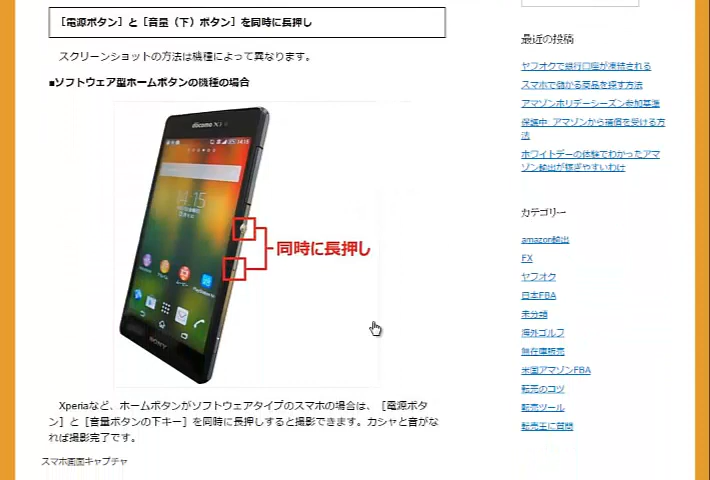 ［電源ボタン］と［音量（下）ボタン］を同時に長押し
スクリーンショットの方法は機種によって異なります。
■ソフトウェア型ホームボタンの機種の場合
docomo
14:15
14:15
同時に長押し
SONY
Xperiaなど、ホームボタンがソフトウェアタイプのスマホの場合は、［電源ボタ
ン］と［音量ボタンの下キー］を同時に長押しすると撮影できます。カシャと音がな
れば撮影完了です。
スマホ画面キャプチャ
最近の投稿
ヤフオクで銀行口座が凍結される
スマホで儲かる商品を探す方法
アマゾンホリデーシーズン参加基準
保護中: アマゾンから補償を受ける方
法
ホワイトデーの体験でわかったアマ
ゾン輸出が稼ぎやすいわけ
カテゴリー
amazon輸出
FX
ヤフオク
日本FBA
未分類
海外ゴルフ
無在庫販売
米国アマゾンFBA
転売のコツ
転売ツール
転売王に質問